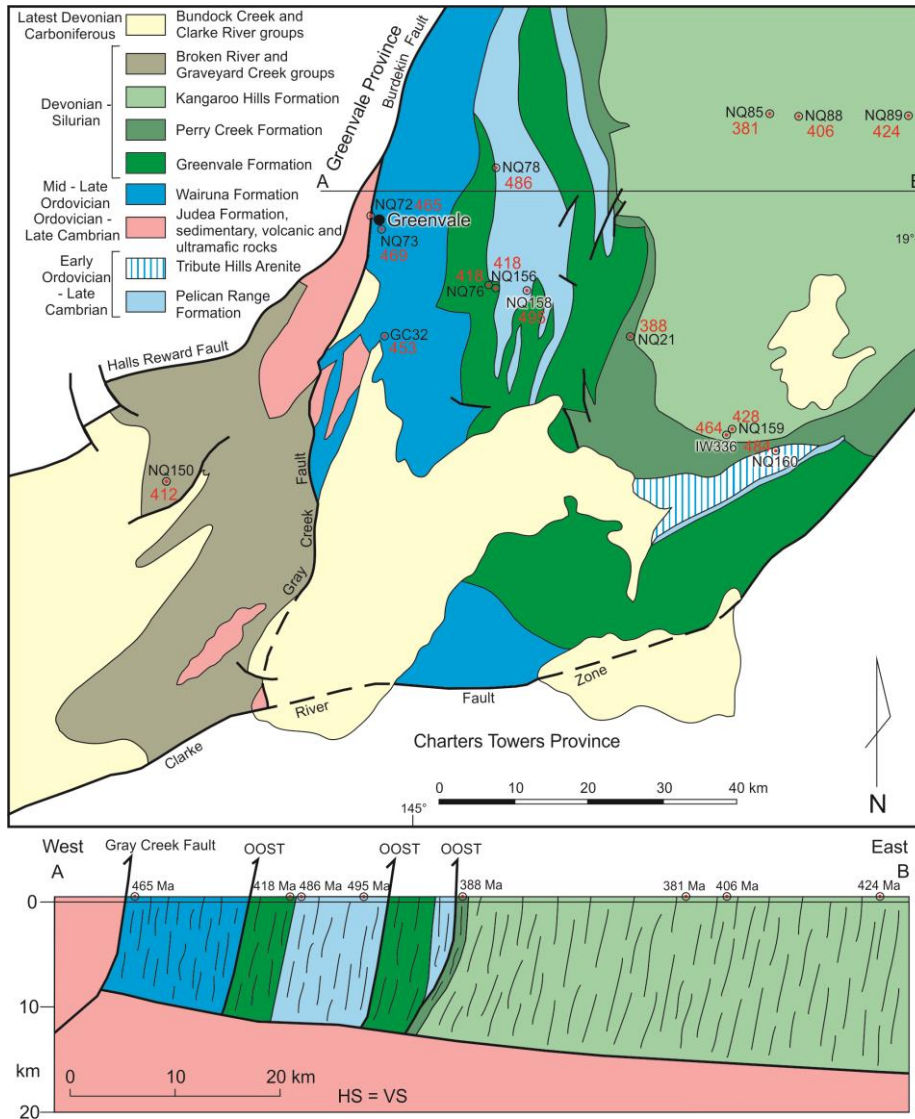 Latest Devonian
Carboniferous
Bundock Creek and
Clarke River groups
Broken River and
Graveyard Creek groups
Devonian -
Silurian
Kangaroo Hills Formation
Perry Creek Formation
Greenvale Formation
Mid - Late
Ordovician
Wairuna Formation
Ordovician -
Late Cambrian
Judea Formation,
sedimentary, volcanic and
ultramafic rocks
Early
Ordovician
- Late
Cambrian
Tribute Hills Arenite
Pelican Range
Formation
Greenvale Province
Burdekin Fault
A
NQ85
381
NQ88
406
NQ89
424
NQ78
486
NQ72 465
Greenvale
NQ73
469
19°
418
418
NQ156
NQ76
NQ158
495
GC32
453
388
NQ21
Halls Reward Fault
428
464
NQ159
IW336
484
NQ160
NQ150
412
Gray Creek Fault
Clarke River Fault Zone
Charters Towers Province
0 10 20 30 40 km
145°
N
West
A
Gray Creek Fault
OOST
OOST
OOST
East
B
465 Ma
418 Ma
486 Ma
495 Ma
388 Ma
381 Ma
406 Ma
424 Ma
0
10
km
20
0 10 20 km
HS = VS